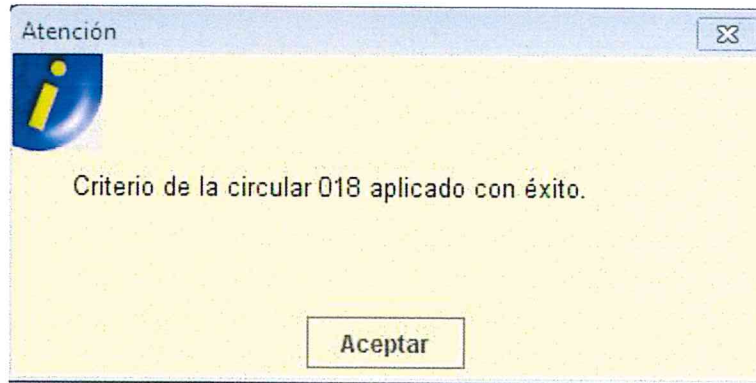 Atención
Criterio de la circular 018 aplicado con éxito.
Aceptar